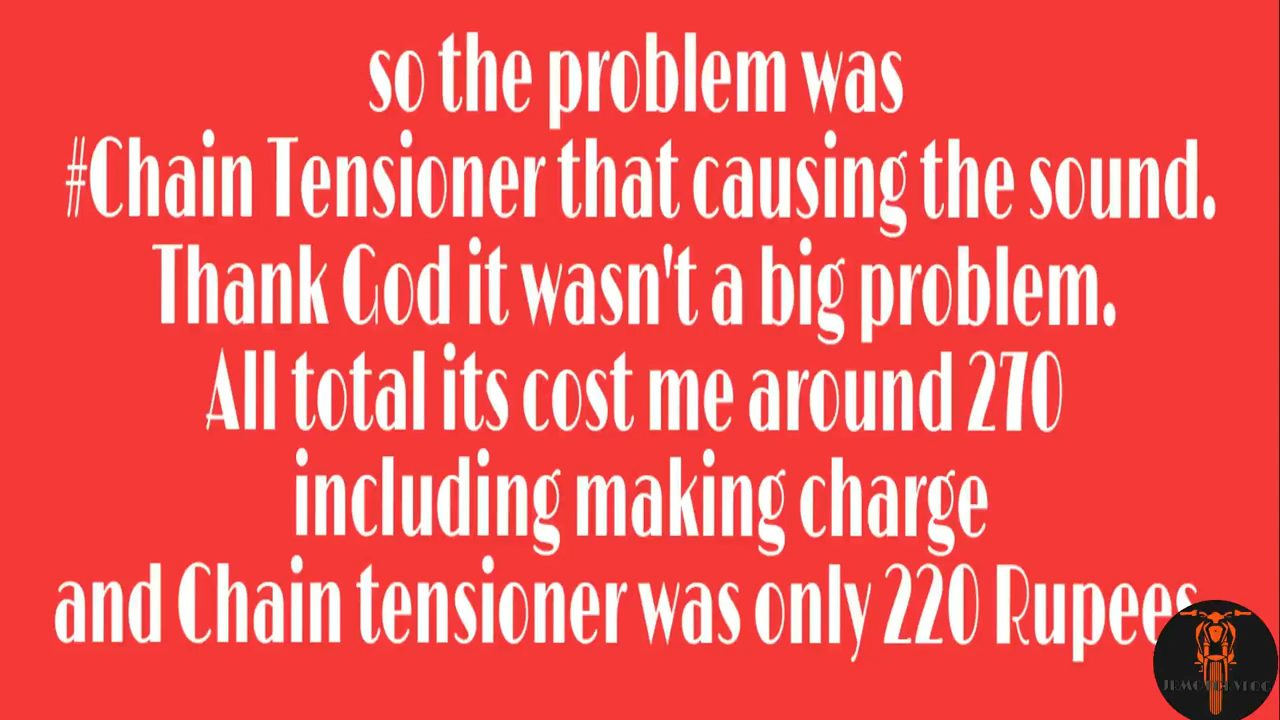 so the problem was
#Chain Tensioner that causing the sound.
Thank God it wasn't a big problem.
All total its cost me around 270
including making charge
and Chain tensioner was only 220 Rupees